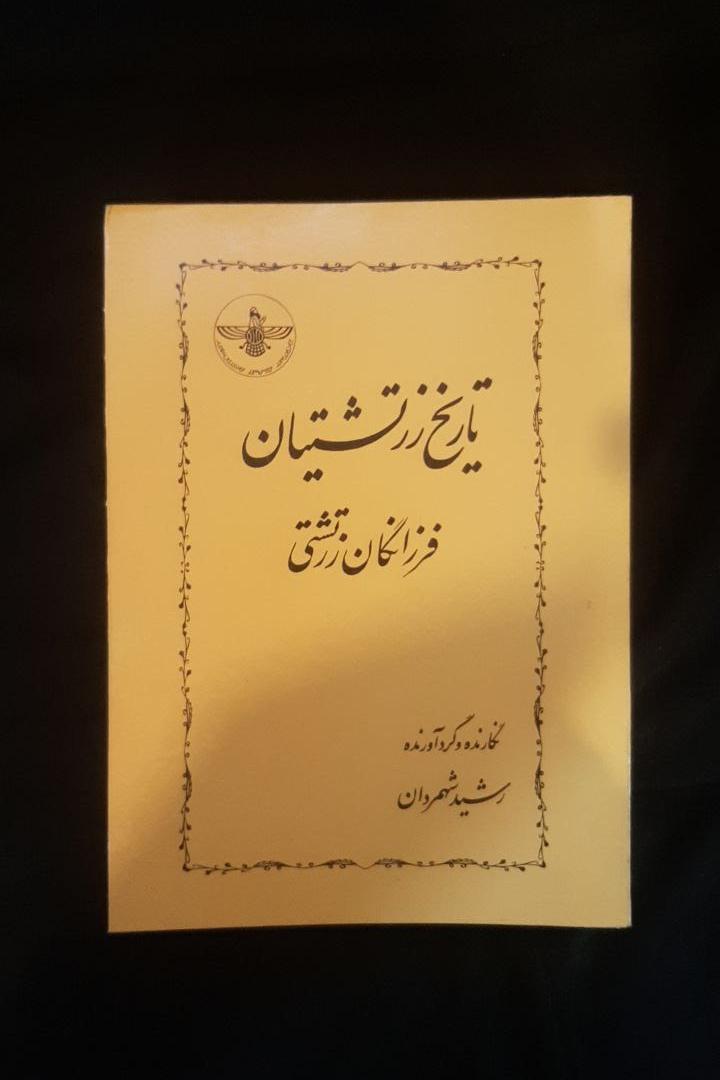 تاریخ زرتشتیان
فرزانگان زرتشتی
نگارنده و گردآورنده
رشید شهمردان